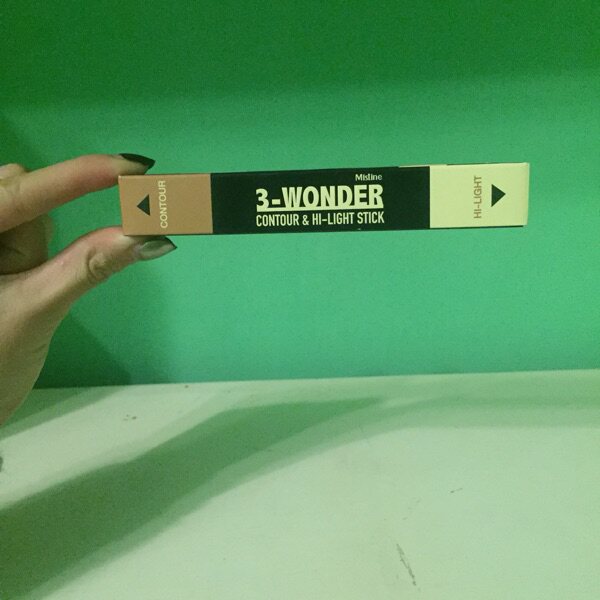 CONTOUR
Mistine
3-WONDER
CONTOUR & HI-LIGHT STICK
HI-LIGHT